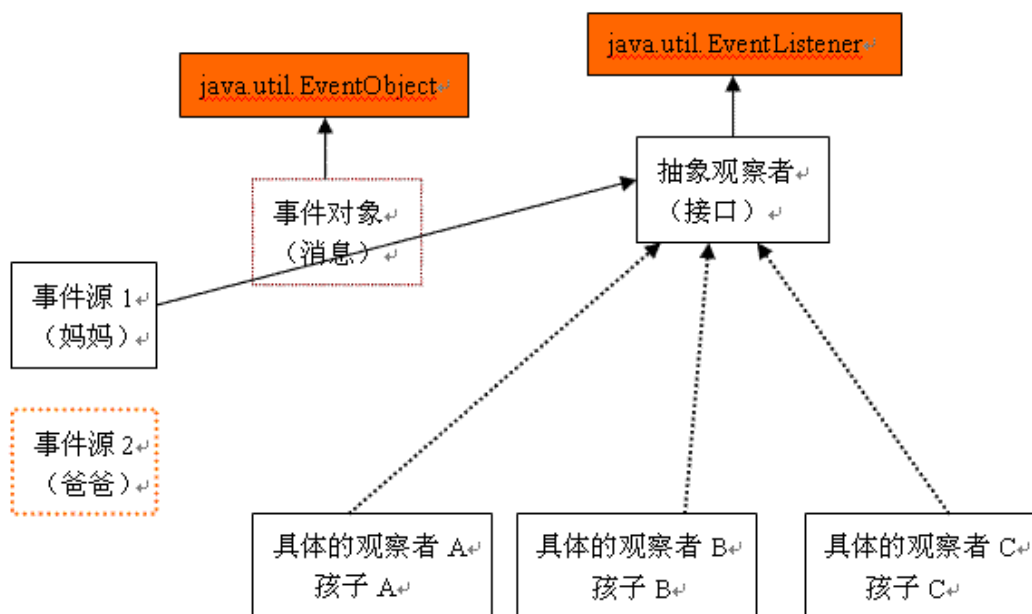 java.util.EventListener
java.util.EventObject
抽象观察者
（接口）
事件对象
（消息）
事件源 1
（妈妈）
事件源 2
（爸爸）
具体的观察者 A
孩子 A
具体的观察者 B
孩子 B
具体的观察者 C
孩子 C